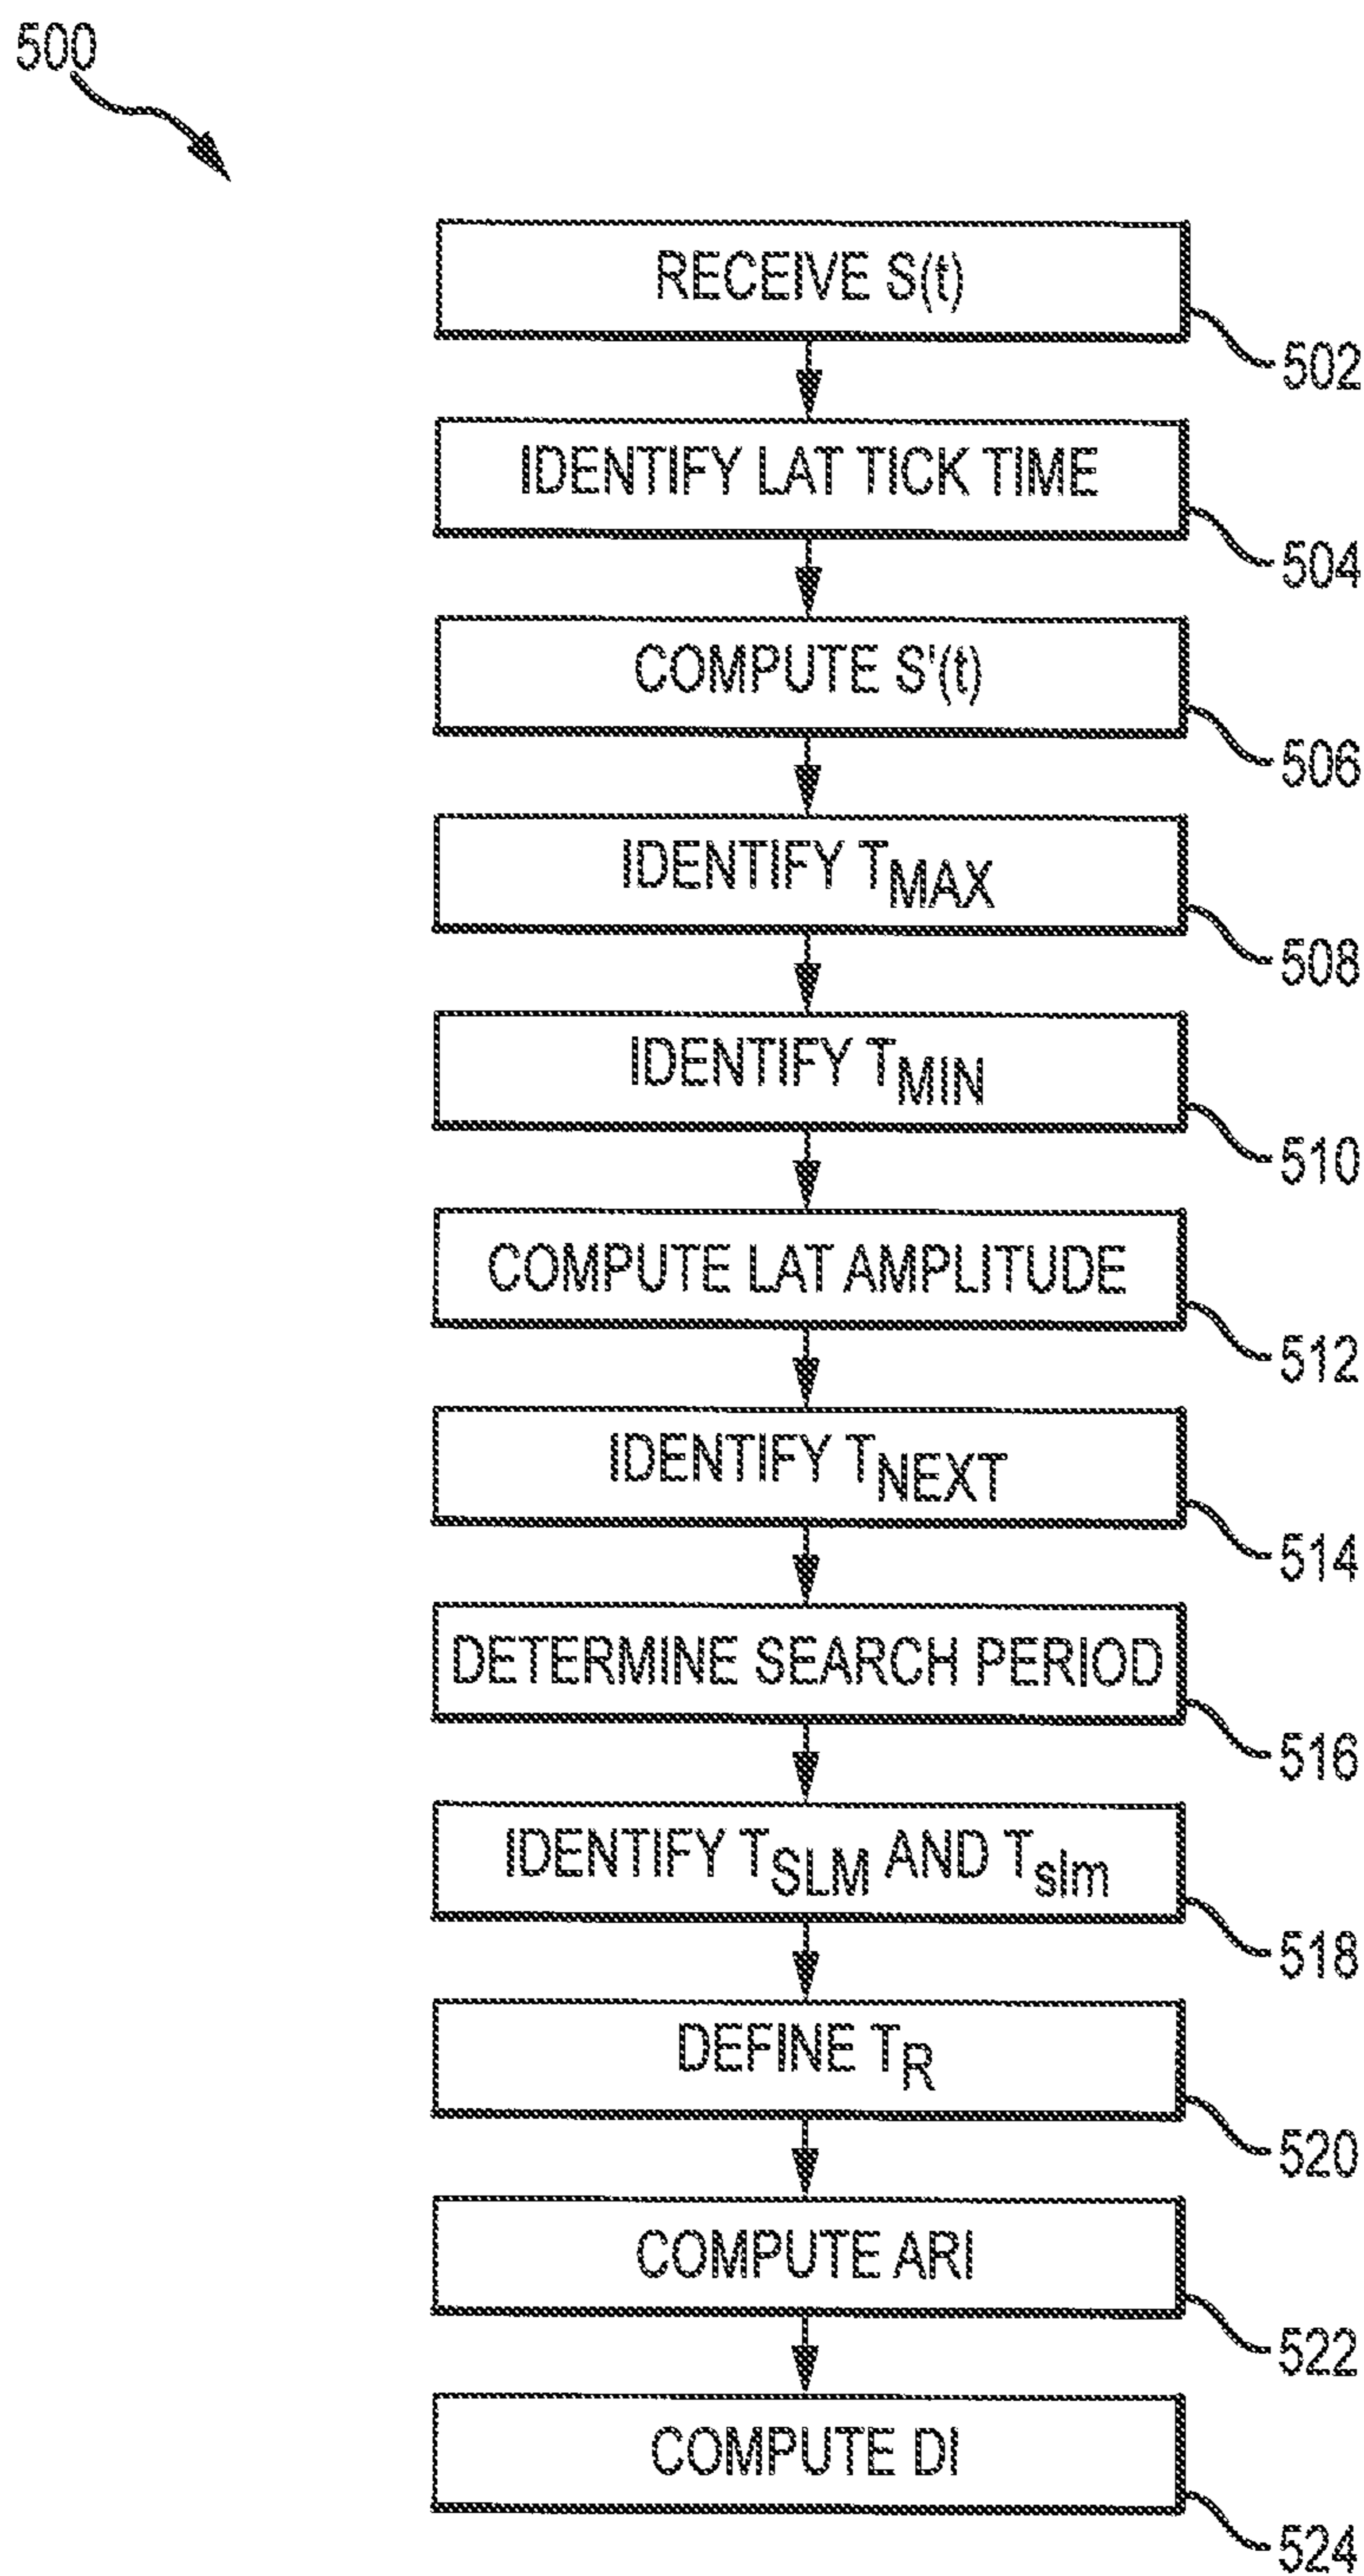 500
RECEIVE S(t)
502
IDENTIFY LAT TICK TIME
504
COMPUTE S'(t)
506
IDENTIFY TMAX
508
IDENTIFY TMIN
510
COMPUTE LAT AMPLITUDE
512
IDENTIFY TNEXT
514
DETERMINE SEARCH PERIOD
516
IDENTIFY TSLM AND Tslm
518
DEFINE TR
520
COMPUTE ARI
522
COMPUTE DI
524